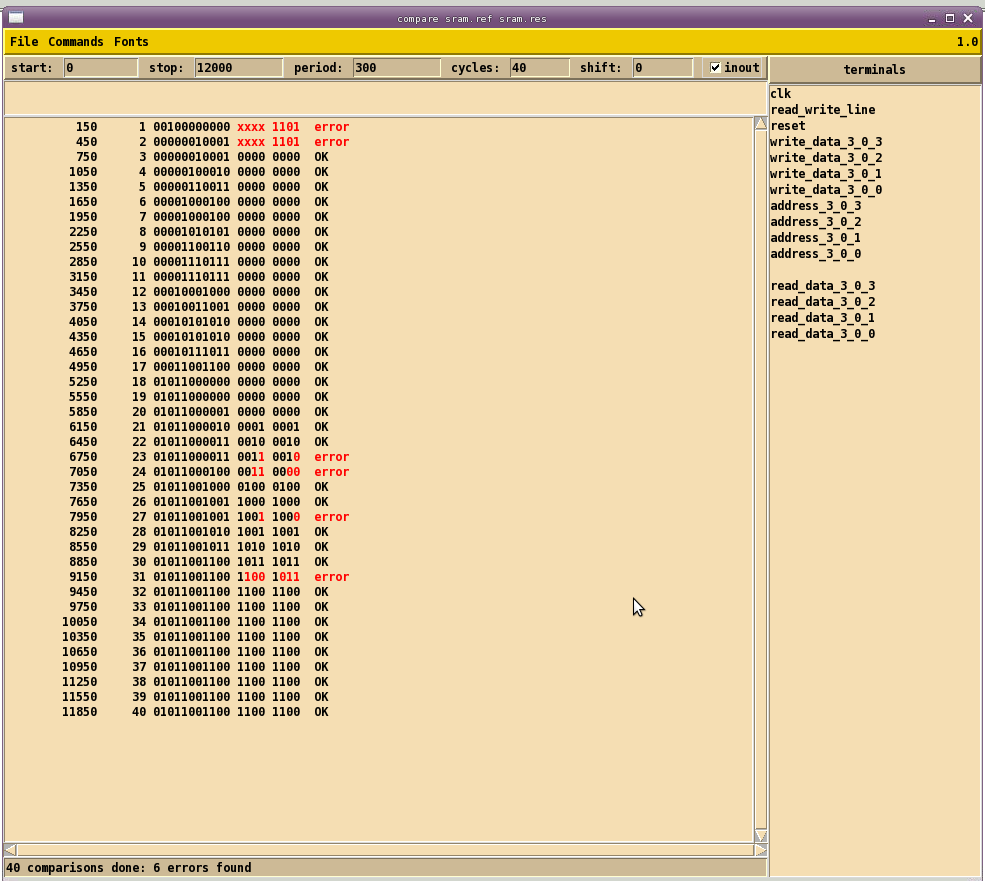 compare sram.ref sram.res
File Commands Fonts 1.0
start: 0 stop: 12000 period: 300 cycles: 40 shift: 0 inout
terminals
150 1 00100000000 xxxx 1101 error
450 2 00000010001 xxxx 1101 error
750 3 00000010001 0000 0000 OK
1050 4 00000100010 0000 0000 OK
1350 5 00000110011 0000 0000 OK
1650 6 00001000100 0000 0000 OK
1950 7 00001000100 0000 0000 OK
2250 8 00001010101 0000 0000 OK
2550 9 00001100110 0000 0000 OK
2850 10 00001110111 0000 0000 OK
3150 11 00001110111 0000 0000 OK
3450 12 00010001000 0000 0000 OK
3750 13 00010011001 0000 0000 OK
4050 14 00010101010 0000 0000 OK
4350 15 00010101010 0000 0000 OK
4650 16 00010111011 0000 0000 OK
4950 17 00011001100 0000 0000 OK
5250 18 01011000000 0000 0000 OK
5550 19 01011000000 0000 0000 OK
5850 20 01011000001 0000 0000 OK
6150 21 01011000010 0001 0001 OK
6450 22 01011000011 0010 0010 OK
6750 23 01011000011 0011 0010 error
7050 24 01011000100 0011 0000 error
7350 25 01011001000 0100 0100 OK
7650 26 01011001001 1000 1000 OK
7950 27 01011001001 1001 1000 error
8250 28 01011001010 1001 1001 OK
8550 29 01011001011 1010 1010 OK
8850 30 01011001100 1011 1011 OK
9150 31 01011001100 1100 1011 error
9450 32 01011001100 1100 1100 OK
9750 33 01011001100 1100 1100 OK
10050 34 01011001100 1100 1100 OK
10350 35 01011001100 1100 1100 OK
10650 36 01011001100 1100 1100 OK
10950 37 01011001100 1100 1100 OK
11250 38 01011001100 1100 1100 OK
11550 39 01011001100 1100 1100 OK
11850 40 01011001100 1100 1100 OK
clk
read_write_line
reset
write_data_3_0_3
write_data_3_0_2
write_data_3_0_1
write_data_3_0_0
address_3_0_3
address_3_0_2
address_3_0_1
address_3_0_0
read_data_3_0_3
read_data_3_0_2
read_data_3_0_1
read_data_3_0_0
40 comparisons done: 6 errors found